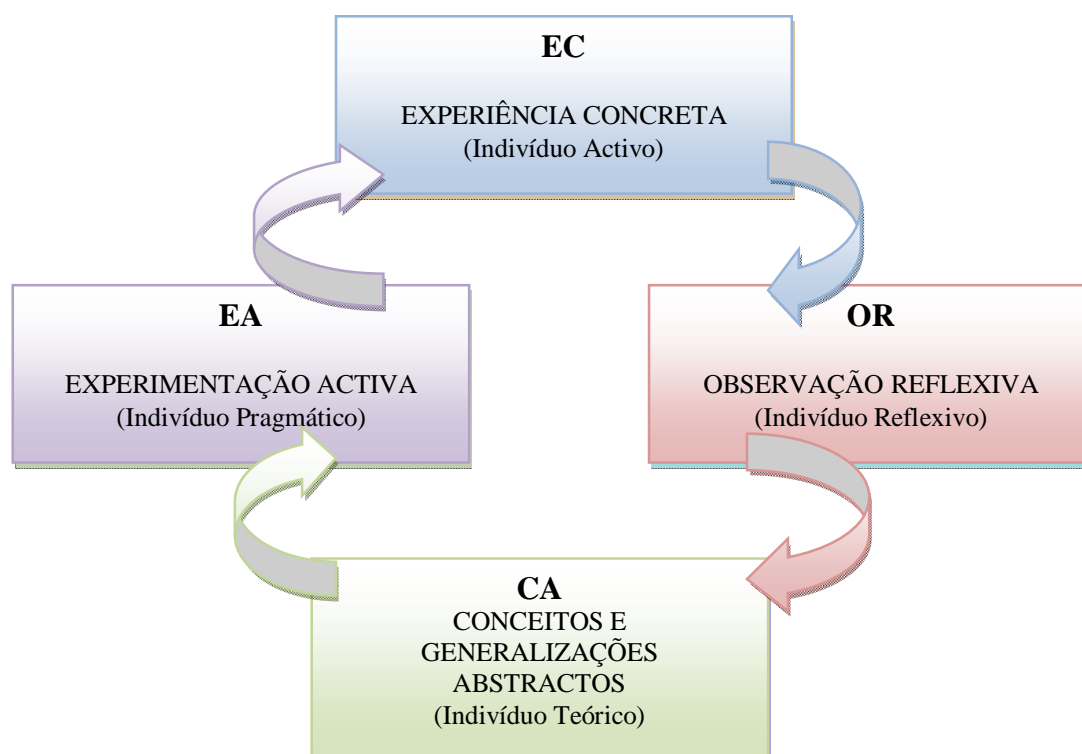 EC
EXPERIÊNCIA CONCRETA
(Indivíduo Activo)
EA
EXPERIMENTAÇÃO ACTIVA
(Indivíduo Pragmático)
OR
OBSERVAÇÃO REFLEXIVA
(Indivíduo Reflexivo)
CA
CONCEITOS E
GENERALIZAÇÕES
ABSTRACTOS
(Indivíduo Teórico)